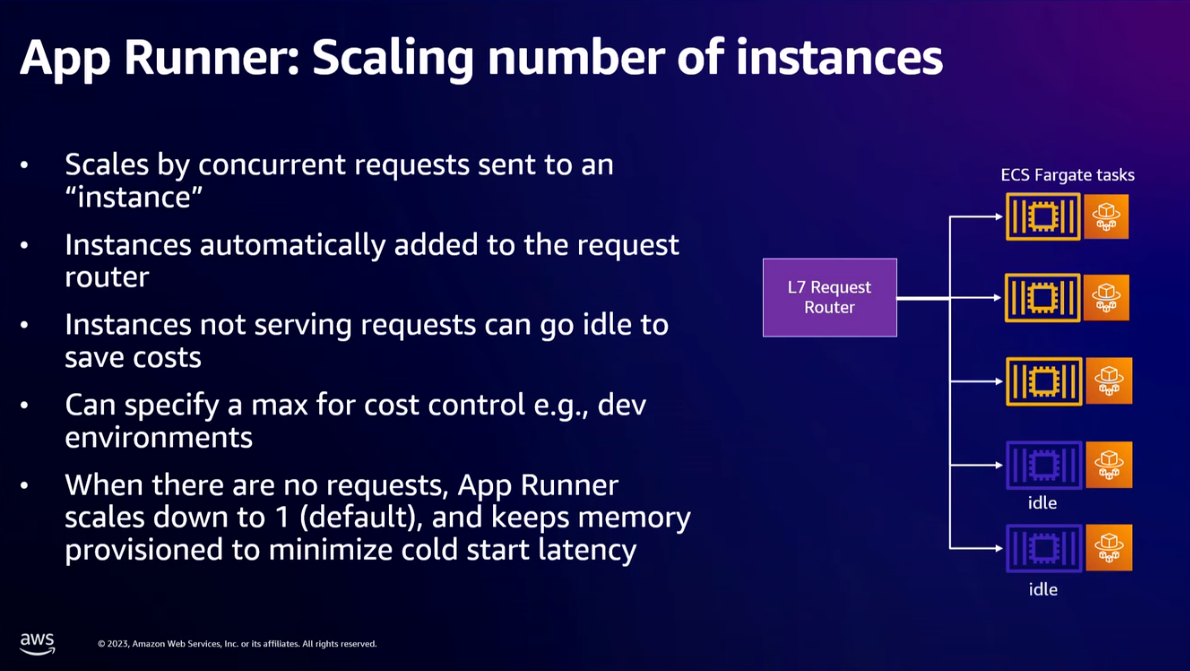 App Runner: Scaling number of instances
• Scales by concurrent requests sent to an
“instance”
• Instances automatically added to the request
router
• Instances not serving requests can go idle to
save costs
• Can specify a max for cost control e.g., dev
environments
• When there are no requests, App Runner
scales down to 1 (default), and keeps memory
provisioned to minimize cold start latency
L7 Request
Router
ECS Fargate tasks
idle
idle
aws
© 2023, Amazon Web Services, Inc. or its affiliates. All rights reserved.